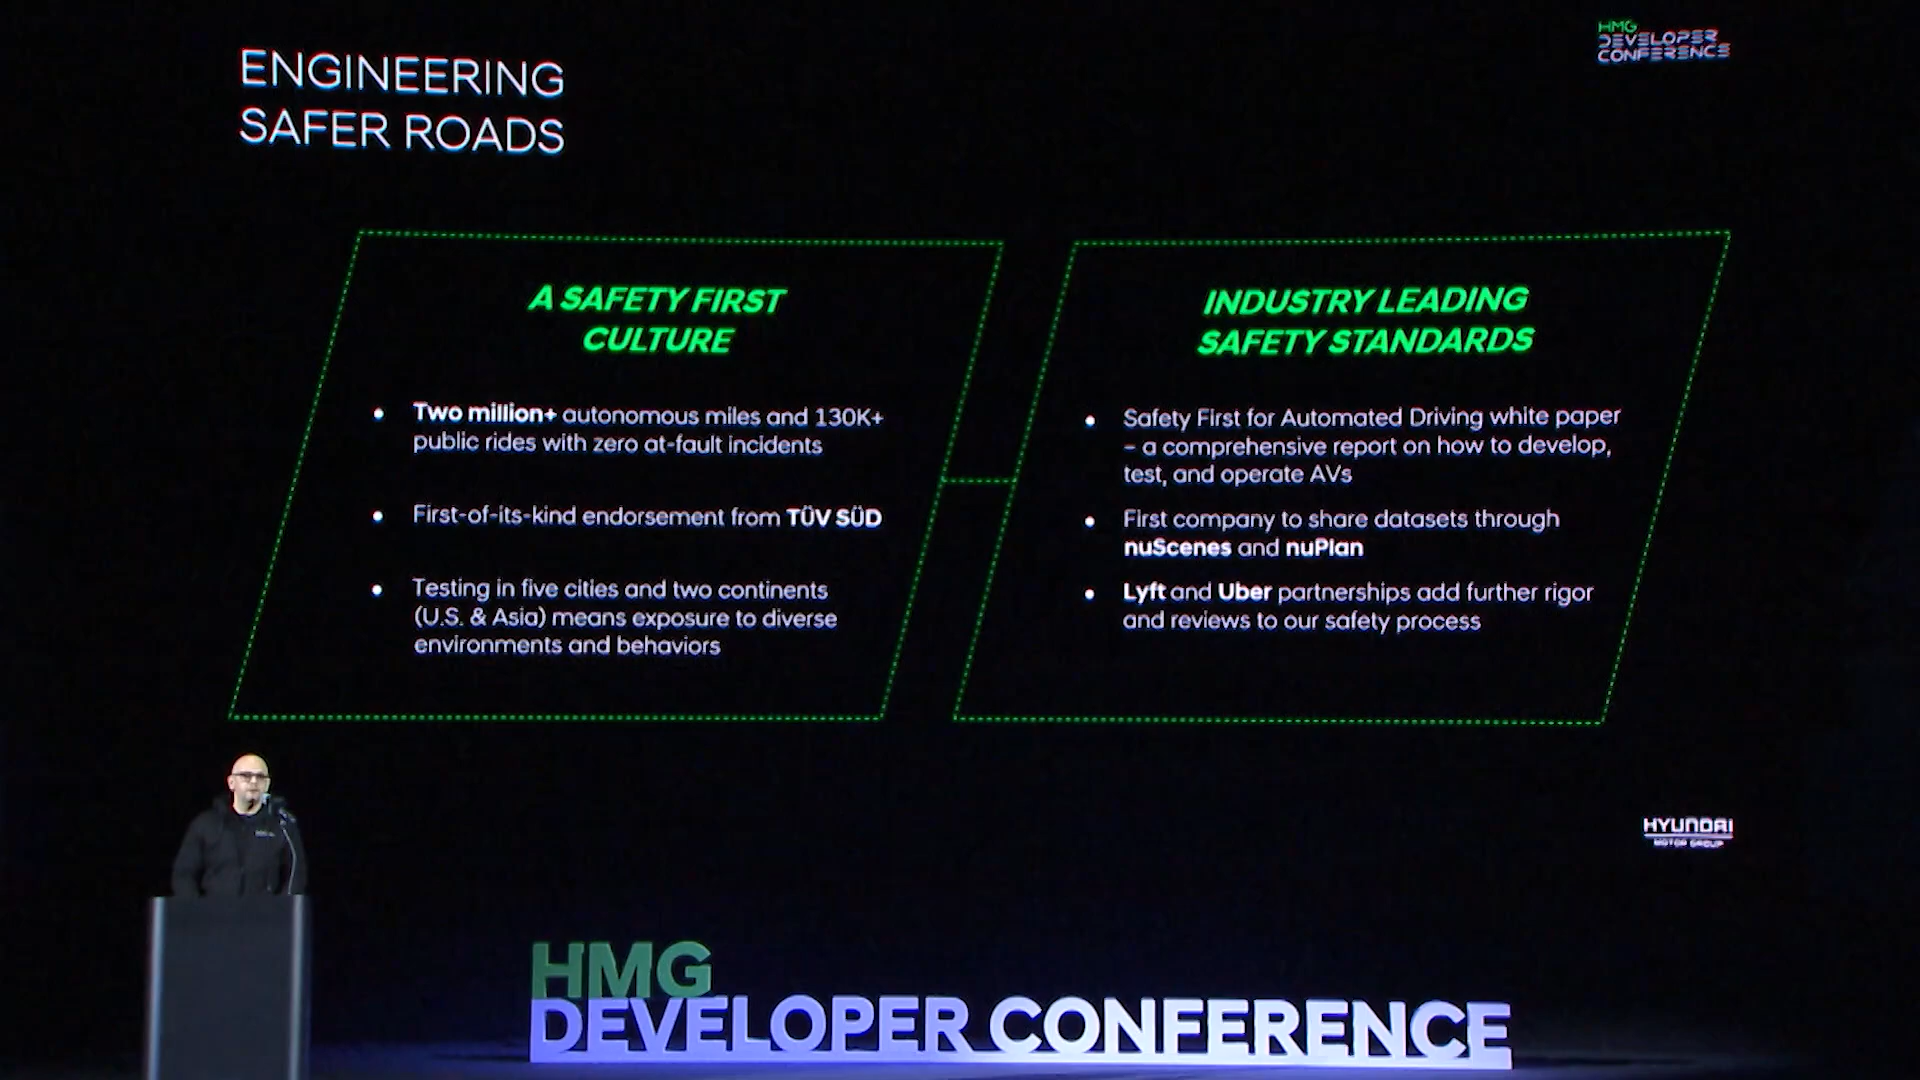 ENGINEERING
SAFER ROADS
HMG
DEVELOPER
CONFERENCE
A SAFETY FIRST
CULTURE
• Two million+ autonomous miles and 130K+
public rides with zero at-fault incidents
• First-of-its-kind endorsement from TÜV SÜD
• Testing in five cities and two continents
(U.S. & Asia) means exposure to diverse
environments and behaviors
INDUSTRY LEADING
SAFETY STANDARDS
• Safety First for Automated Driving white paper
– a comprehensive report on how to develop,
test, and operate AVs
• First company to share datasets through
nuScenes and nuPlan
• Lyft and Uber partnerships add further rigor
and reviews to our safety process
HYUNDAI
MOTOR GROUP
HMG
DEVELOPER CONFERENCE